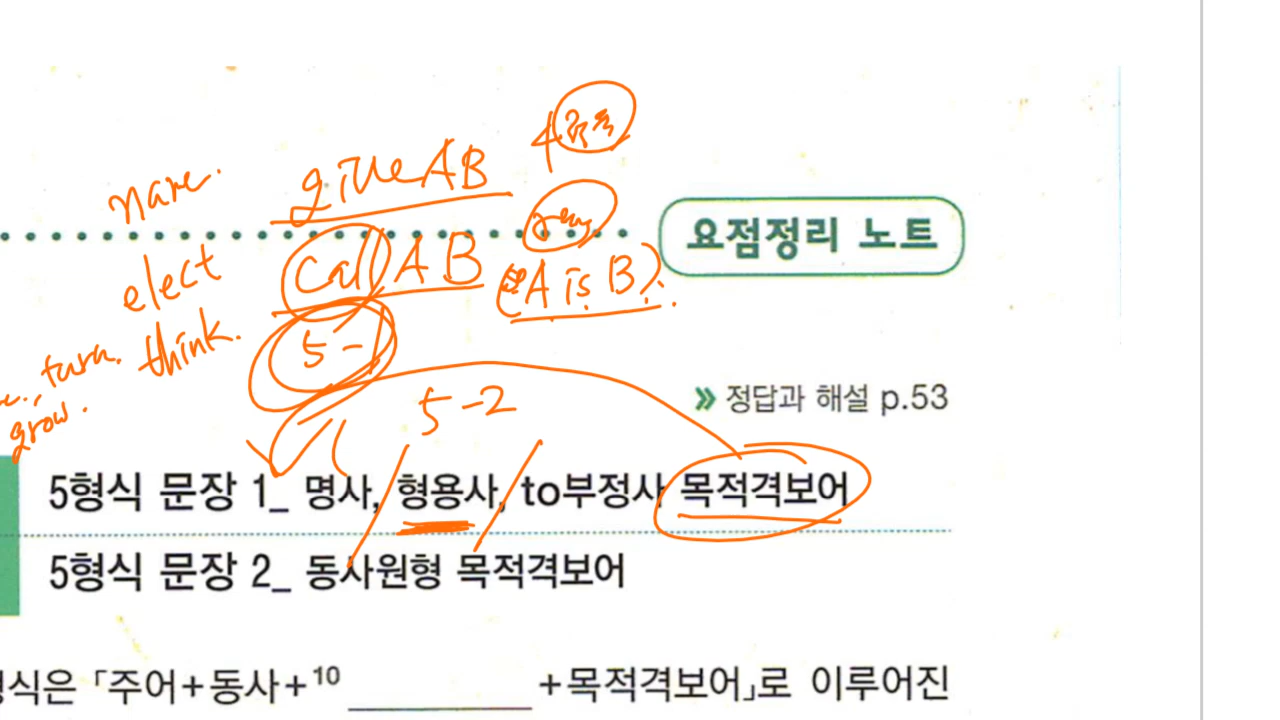 name.
give A B
4
요점정리 노트
elect
call A B
(A is B).
think.
turn.
grow.
5-1
5-2
» 정답과 해설 p.53
5형식 문장 1_ 명사, 형용사, to부정사 목적격보어
5형식 문장 2_ 동사원형 목적격보어
형식은 「주어+동사+¹⁰ ________ +목적격보어」로 이루어진